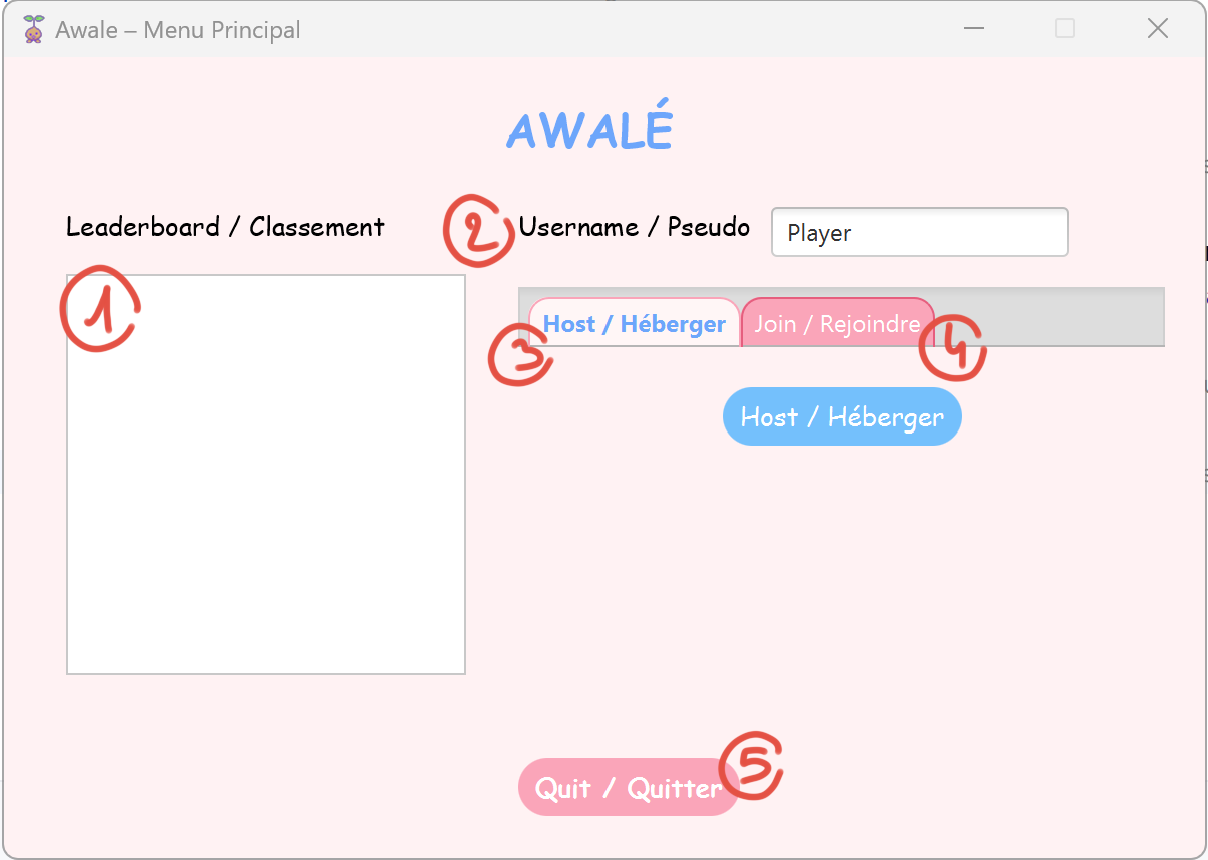 Awale – Menu Principal
AWALÉ
Leaderboard / Classement
2
Username / Pseudo
Player
1
Host / Héberger
Join / Rejoindre
3
4
Host / Héberger
5
Quit / Quitter